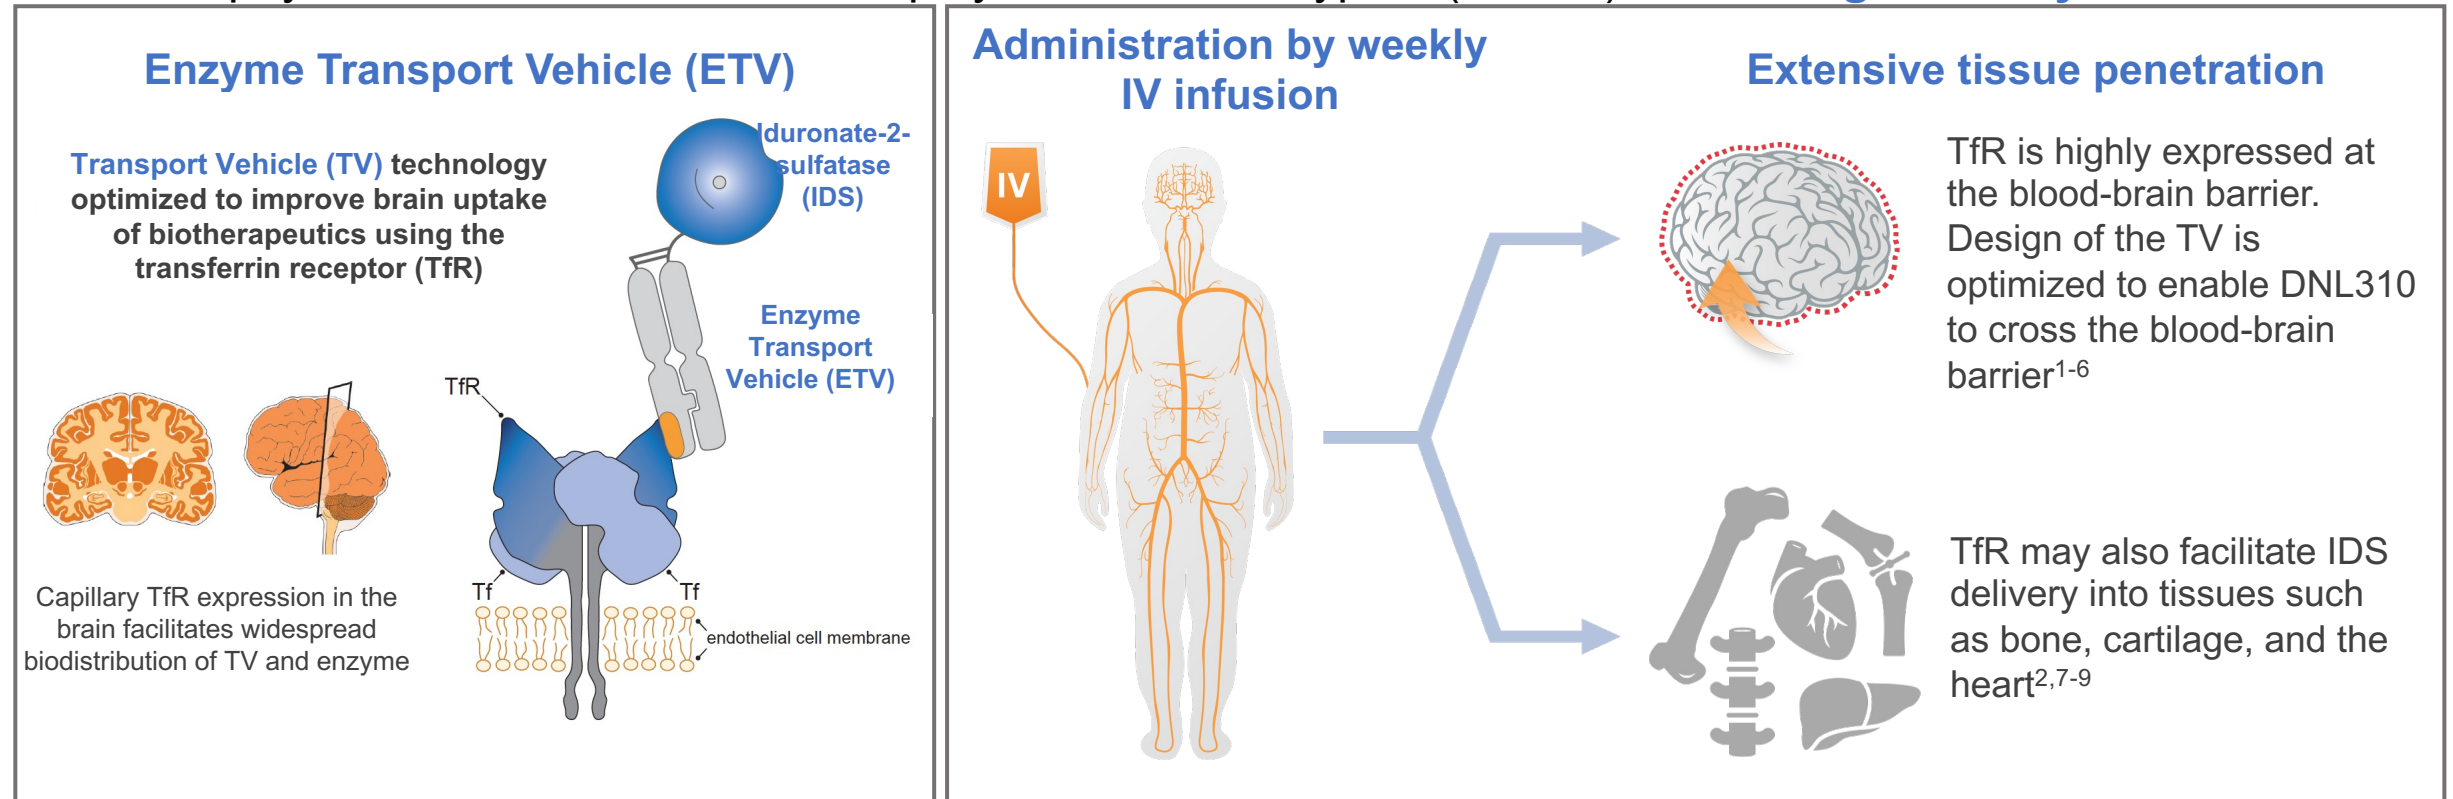 Enzyme Transport Vehicle (ETV)
Transport Vehicle (TV) technology
optimized to improve brain uptake
of biotherapeutics using the
transferrin receptor (TfR)
Iduronate-2-
sulfatase
(IDS)
Enzyme
Transport
Vehicle (ETV)
TfR
Tf
Tf
endothelial cell membrane
Capillary TfR expression in the
brain facilitates widespread
biodistribution of TV and enzyme
Administration by weekly
IV infusion
IV
Extensive tissue penetration
TfR is highly expressed at
the blood-brain barrier.
Design of the TV is
optimized to enable DNL310
to cross the blood-brain
barrier1-6
TfR may also facilitate IDS
delivery into tissues such
as bone, cartilage, and the
heart2,7-9